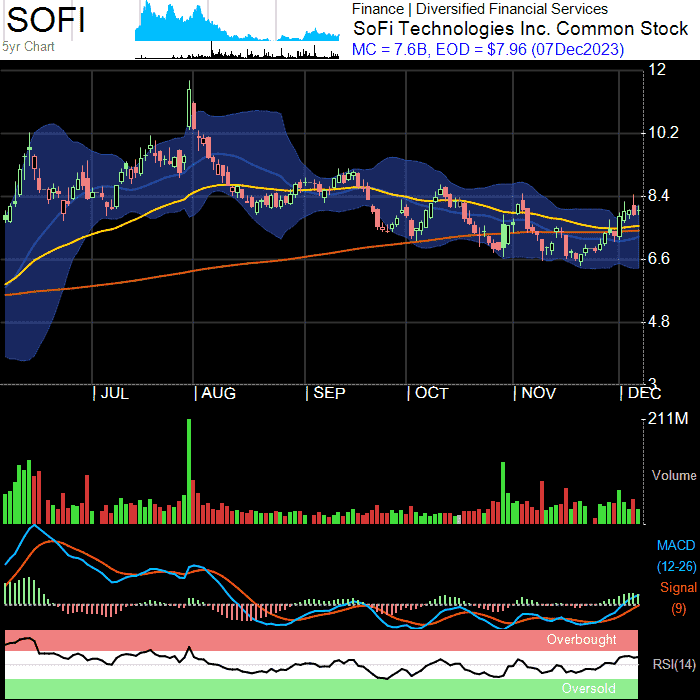 SOFI
5yr Chart
Finance | Diversified Financial Services
SoFi Technologies Inc. Common Stock
MC = 7.6B, EOD = $7.96 (07Dec2023)
12
10.2
8.4
6.6
4.8
3
| JUL
| AUG
| SEP
| OCT
| NOV
| DEC
211M
Volume
MACD
(12-26)
Signal
(9)
Overbought
RSI(14)
Oversold